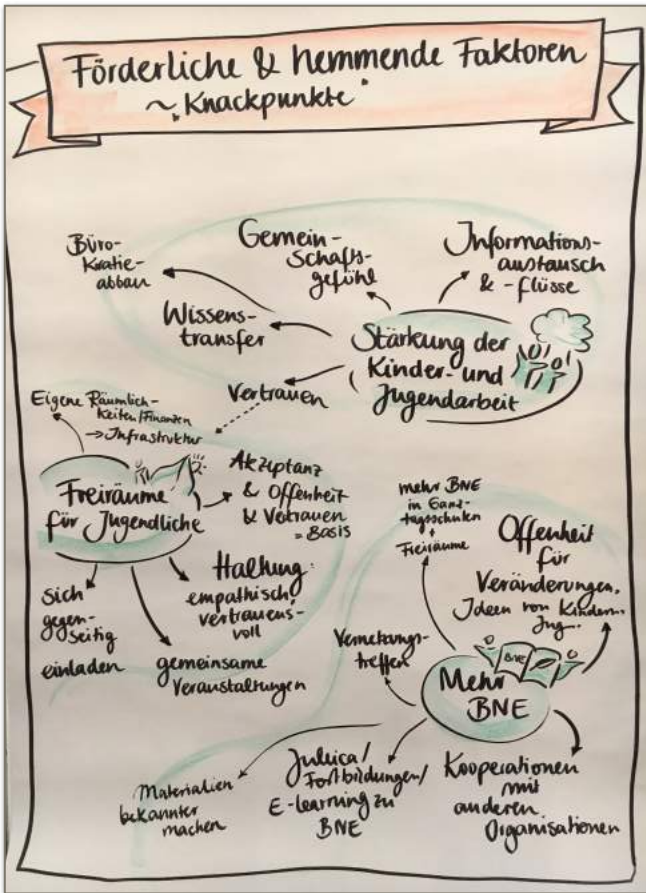 Förderliche & hemmende Faktoren
~ "Knackpunkte"
Büro-
kratie-
abbau
Gemein-
schafts-
gefühl
Informations-
austausch
& -flüsse
Wissens-
transfer
Stärkung der
Kinder- und
Jugendarbeit
Vertrauen
Eigene Räumlich-
keiten/Finanzen
→ Infrastruktur
Freiräume
für Jugendliche
Akzeptanz
& Offenheit
& Vertrauen
= Basis
Haltung:
empathisch,
vertrauens-
voll
sich
gegen-
seitig
einladen
gemeinsame
Veranstaltungen
mehr BNE
in Ganz-
tagsschulen
+
Freiräume
Offenheit
für
Veränderungen,
Ideen von Kindern,
Jug...
Vernetzungs-
treffen
BNE
Mehr
BNE
Materialien
bekannter
machen
Juleica/
Fortbildungen/
E-learning zu
BNE
Kooperationen
mit
anderen
Organisationen